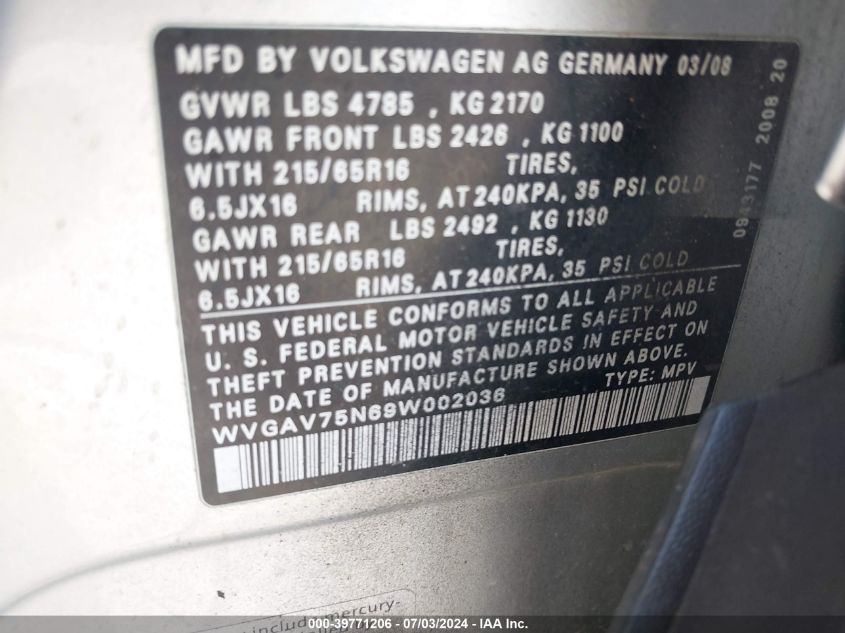 MFD BY VOLKSWAGEN AG GERMANY 03/08
GVWR LBS 4785 , KG 2170
GAWR FRONT LBS 2426 , KG 1100
WITH 215/65R16 TIRES,
6.5JX16 RIMS, AT 240KPA, 35 PSI COLD
GAWR REAR LBS 2492 , KG 1130
WITH 215/65R16 TIRES,
6.5JX16 RIMS, AT 240KPA, 35 PSI COLD
THIS VEHICLE CONFORMS TO ALL APPLICABLE
U. S. FEDERAL MOTOR VEHICLE SAFETY AND
THEFT PREVENTION STANDARDS IN EFFECT ON
THE DATE OF MANUFACTURE SHOWN ABOVE.
WVGAV75N69W002036 TYPE: MPV
2008 20
include mercury-
000-39771206 - 07/03/2024 - IAA Inc.